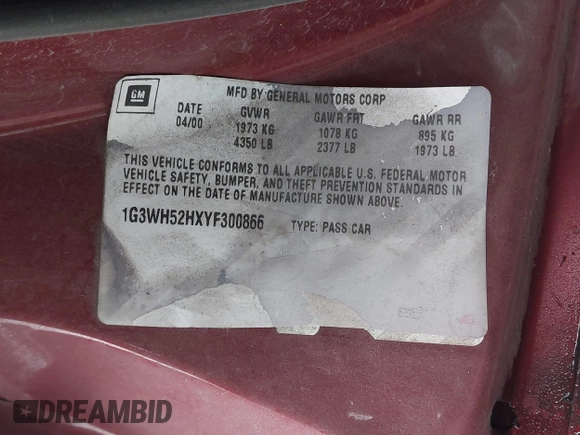 GM
MFD BY GENERAL MOTORS CORP
DATE GVWR GAWR FRT GAWR RR
04/00 1973 KG 1078 KG 895 KG
4350 LB 2377 LB 1973 LB
THIS VEHICLE CONFORMS TO ALL APPLICABLE U.S. FEDERAL MOTOR
VEHICLE SAFETY, BUMPER, AND THEFT PREVENTION STANDARDS IN
EFFECT ON THE DATE OF MANUFACTURE SHOWN ABOVE.
1G3WH52HXYF300866 TYPE: PASS CAR
DREAMBID